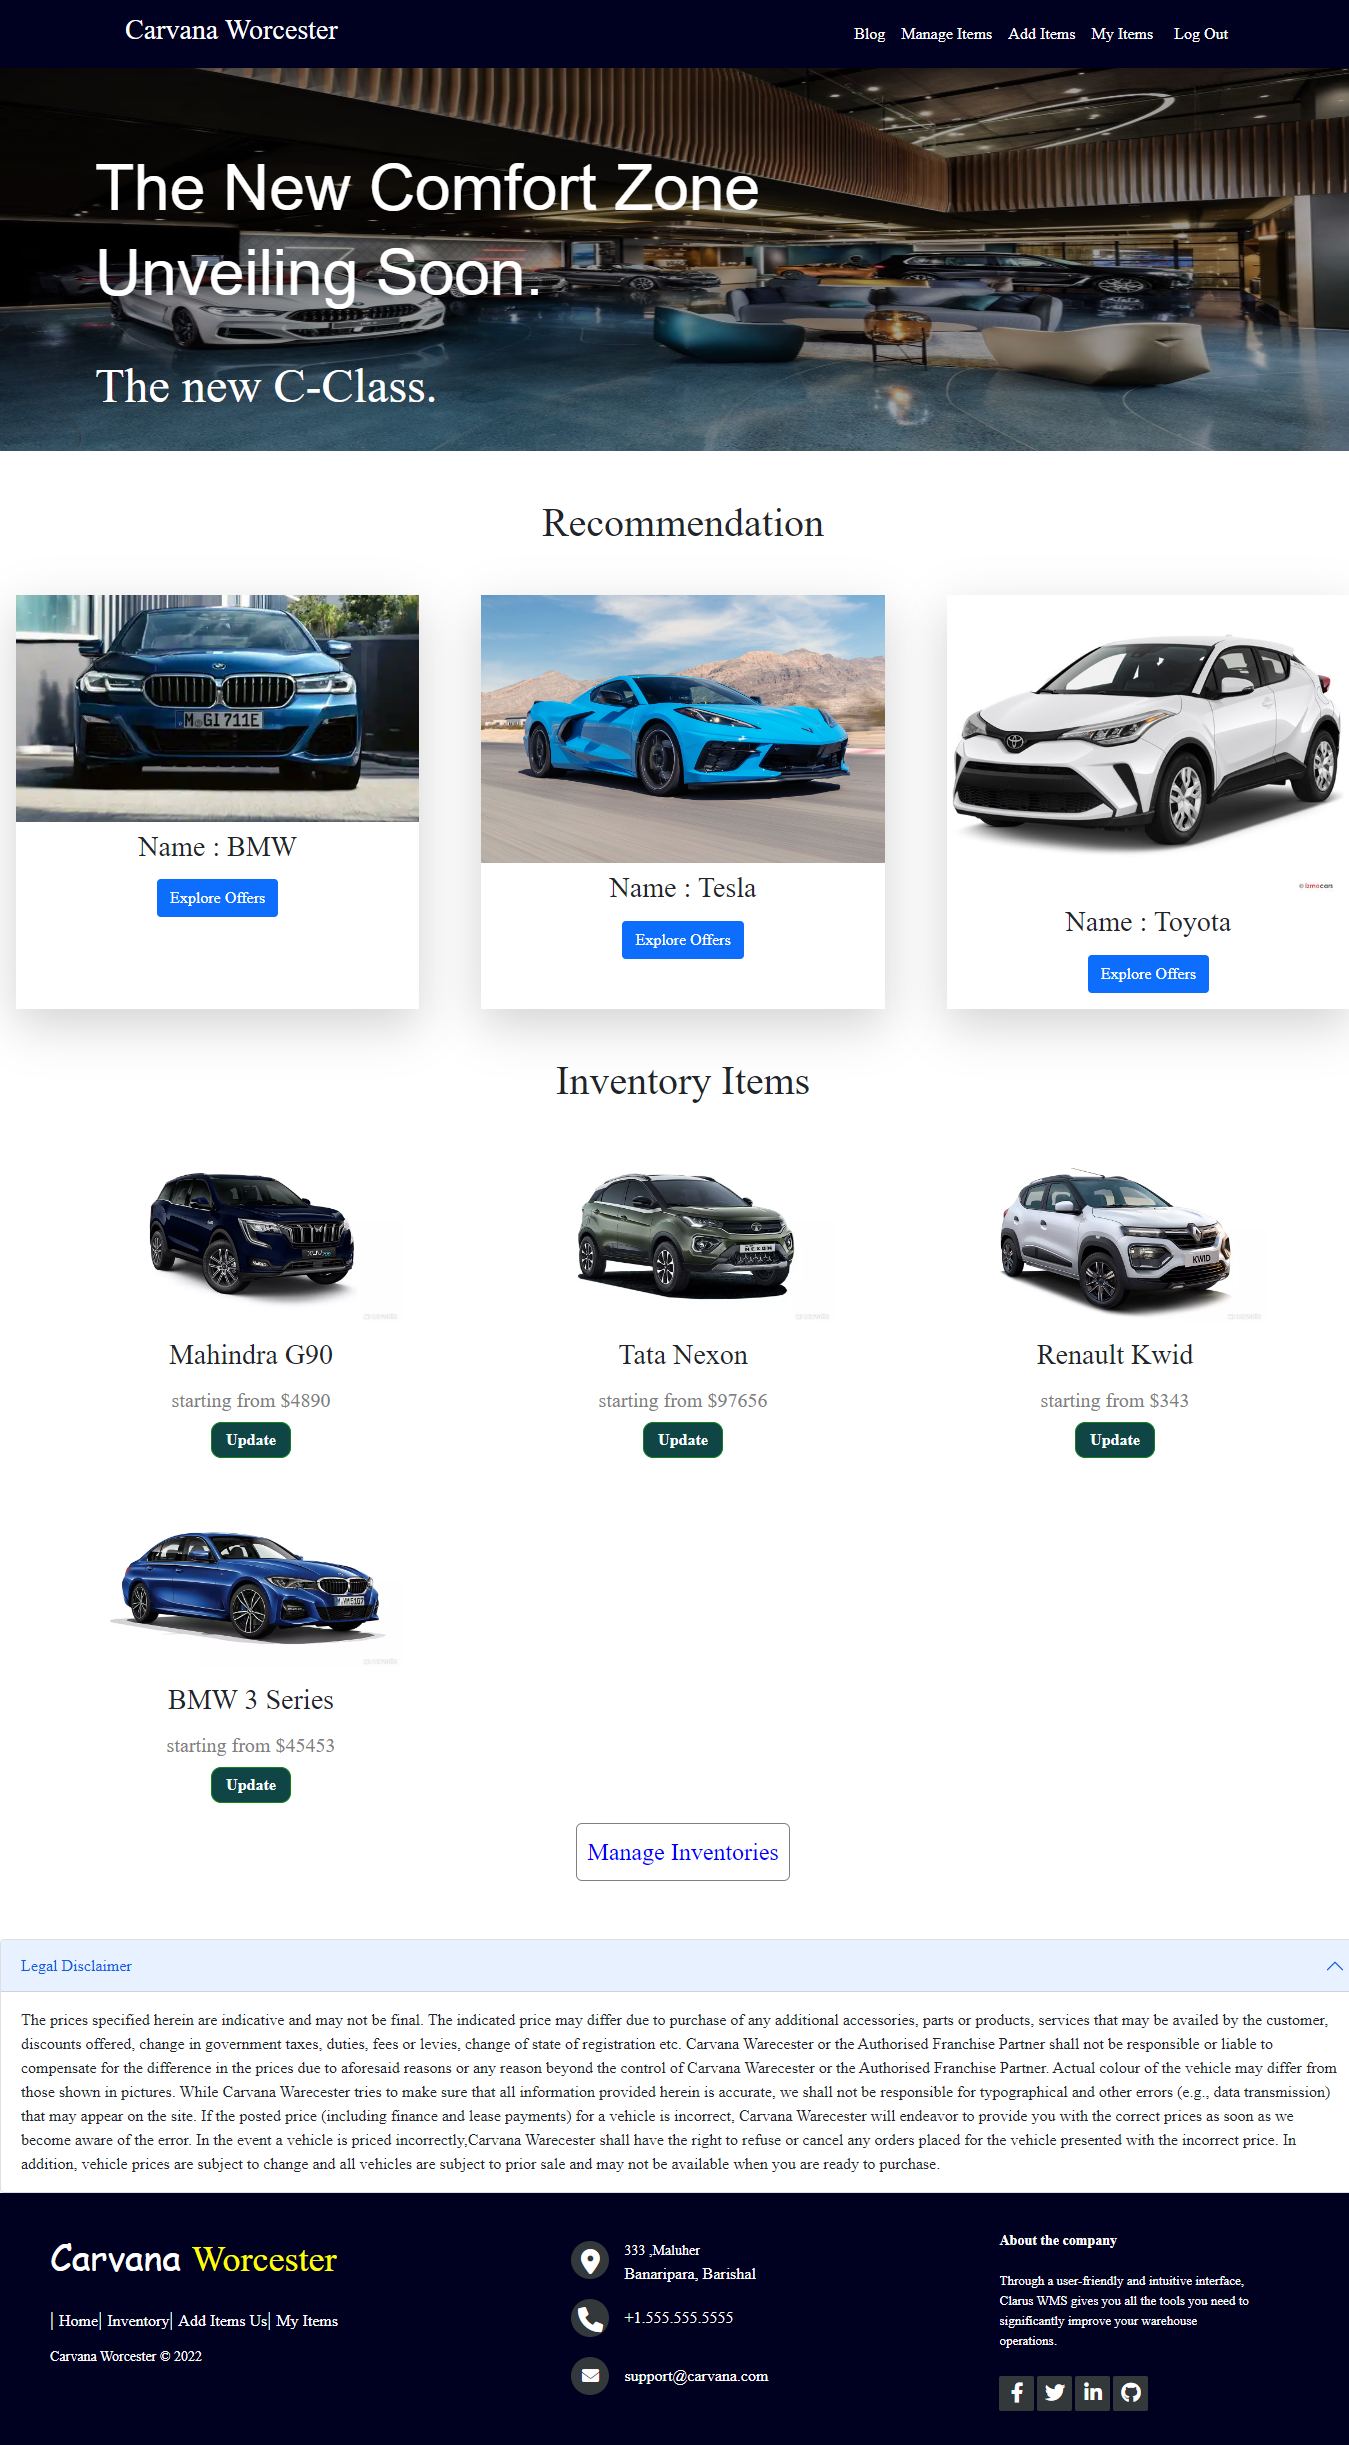 Carvana Worcester
Blog Manage Items Add Items My Items Log Out
The New Comfort Zone
Unveiling Soon.
The new C-Class.
Recommendation
M GI 711E
© izmocars
Name : BMW
Explore Offers
Name : Tesla
Explore Offers
Name : Toyota
Explore Offers
Inventory Items
NEXON
KWID
Mahindra G90
starting from $4890
Update
Tata Nexon
starting from $97656
Update
Renault Kwid
starting from $343
Update
BMW 3 Series
starting from $45453
Update
Manage Inventories
Legal Disclaimer
The prices specified herein are indicative and may not be final. The indicated price may differ due to purchase of any additional accessories, parts or products, services that may be availed by the customer,
discounts offered, change in government taxes, duties, fees or levies, change of state of registration etc. Carvana Warecester or the Authorised Franchise Partner shall not be responsible or liable to
compensate for the difference in the prices due to aforesaid reasons or any reason beyond the control of Carvana Warecester or the Authorised Franchise Partner. Actual colour of the vehicle may differ from
those shown in pictures. While Carvana Warecester tries to make sure that all information provided herein is accurate, we shall not be responsible for typographical and other errors (e.g., data transmission)
that may appear on the site. If the posted price (including finance and lease payments) for a vehicle is incorrect, Carvana Warecester will endeavor to provide you with the correct prices as soon as we
become aware of the error. In the event a vehicle is priced incorrectly,Carvana Warecester shall have the right to refuse or cancel any orders placed for the vehicle presented with the incorrect price. In
addition, vehicle prices are subject to change and all vehicles are subject to prior sale and may not be available when you are ready to purchase.
Carvana Worcester
| Home| Inventory| Add Items Us| My Items
Carvana Worcester © 2022
333 ,Maluher
Banaripara, Barishal
+1.555.555.5555
support@carvana.com
About the company
Through a user-friendly and intuitive interface,
Clarus WMS gives you all the tools you need to
significantly improve your warehouse
operations.